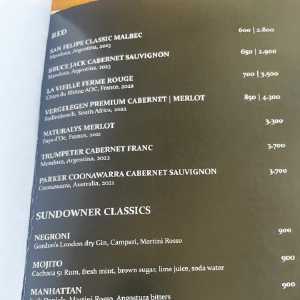 RED
SAN FELIPE CLASSIC MALBEC 600 | 2.800
Mendoza, Argentina, 2023
BRUCE JACK CABERNET SAUVIGNON 650 | 2.900
Mendoza, Argentina, 2023
LA VIEILLE FERME ROUGE 700 | 3.500
Côtes du Rhône AOC, France, 2022
VERGELEGEN PREMIUM CABERNET | MERLOT 850 | 4.300
Stellenbosch, South Africa, 2022
NATURALYS MERLOT 3.300
Pays d'Oc, France, 2022
TRUMPETER CABERNET FRANC 3.700
Mendoza, Argentina, 2023
PARKER COONAWARRA CABERNET SAUVIGNON 3.700
Coonawarra, Australia, 2021
SUNDOWNER CLASSICS
NEGRONI 900
Gordon's London dry Gin, Campari, Martini Rosso
MOJITO 900
Cachaca 51 Rum, fresh mint, brown sugar, lime juice, soda water
MANHATTAN 900
Jack Daniels, Martini Rosso, Angostura bitters